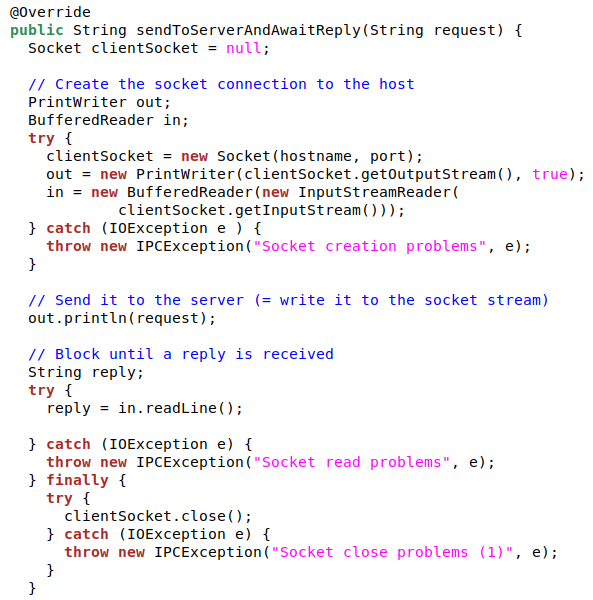 @Override
public String sendToServerAndAwaitReply(String request) {
  Socket clientSocket = null;

  // Create the socket connection to the host
  PrintWriter out;
  BufferedReader in;
  try {
    clientSocket = new Socket(hostname, port);
    out = new PrintWriter(clientSocket.getOutputStream(), true);
    in = new BufferedReader(new InputStreamReader(
            clientSocket.getInputStream()));
  } catch (IOException e ) {
    throw new IPCException("Socket creation problems", e);
  }

  // Send it to the server (= write it to the socket stream)
  out.println(request);

  // Block until a reply is received
  String reply;
  try {
    reply = in.readLine();

  } catch (IOException e) {
    throw new IPCException("Socket read problems", e);
  } finally {
    try {
      clientSocket.close();
    } catch (IOException e) {
      throw new IPCException("Socket close problems (1)", e);
    }
  }